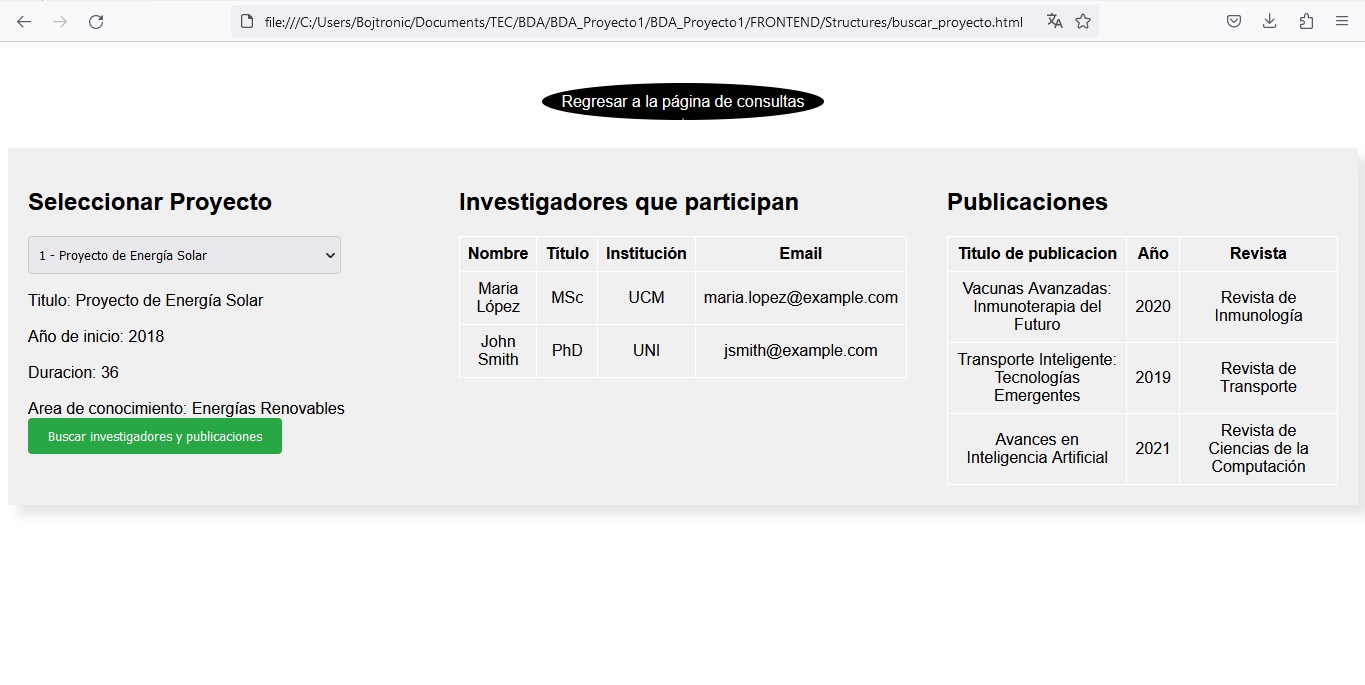 file:///C:/Users/Bojtronic/Documents/TEC/BDA/BDA_Proyecto1/BDA_Proyecto1/FRONTEND/Structures/buscar_proyecto.html
Regresar a la página de consultas
Seleccionar Proyecto
1 - Proyecto de Energía Solar
Titulo: Proyecto de Energía Solar
Año de inicio: 2018
Duracion: 36
Area de conocimiento: Energías Renovables
Buscar investigadores y publicaciones
Investigadores que participan
Nombre Título Institución Email
Maria
López
MSc
UCM
maria.lopez@example.com
John
Smith
PhD
UNI
jsmith@example.com
Publicaciones
Titulo de publicacion Año Revista
Vacunas Avanzadas:
Inmunoterapia del
Futuro
2020
Revista de
Inmunología
Transporte Inteligente:
Tecnologías
Emergentes
2019
Revista de
Transporte
Avances en
Inteligencia Artificial
2021
Revista de
Ciencias de la
Computación